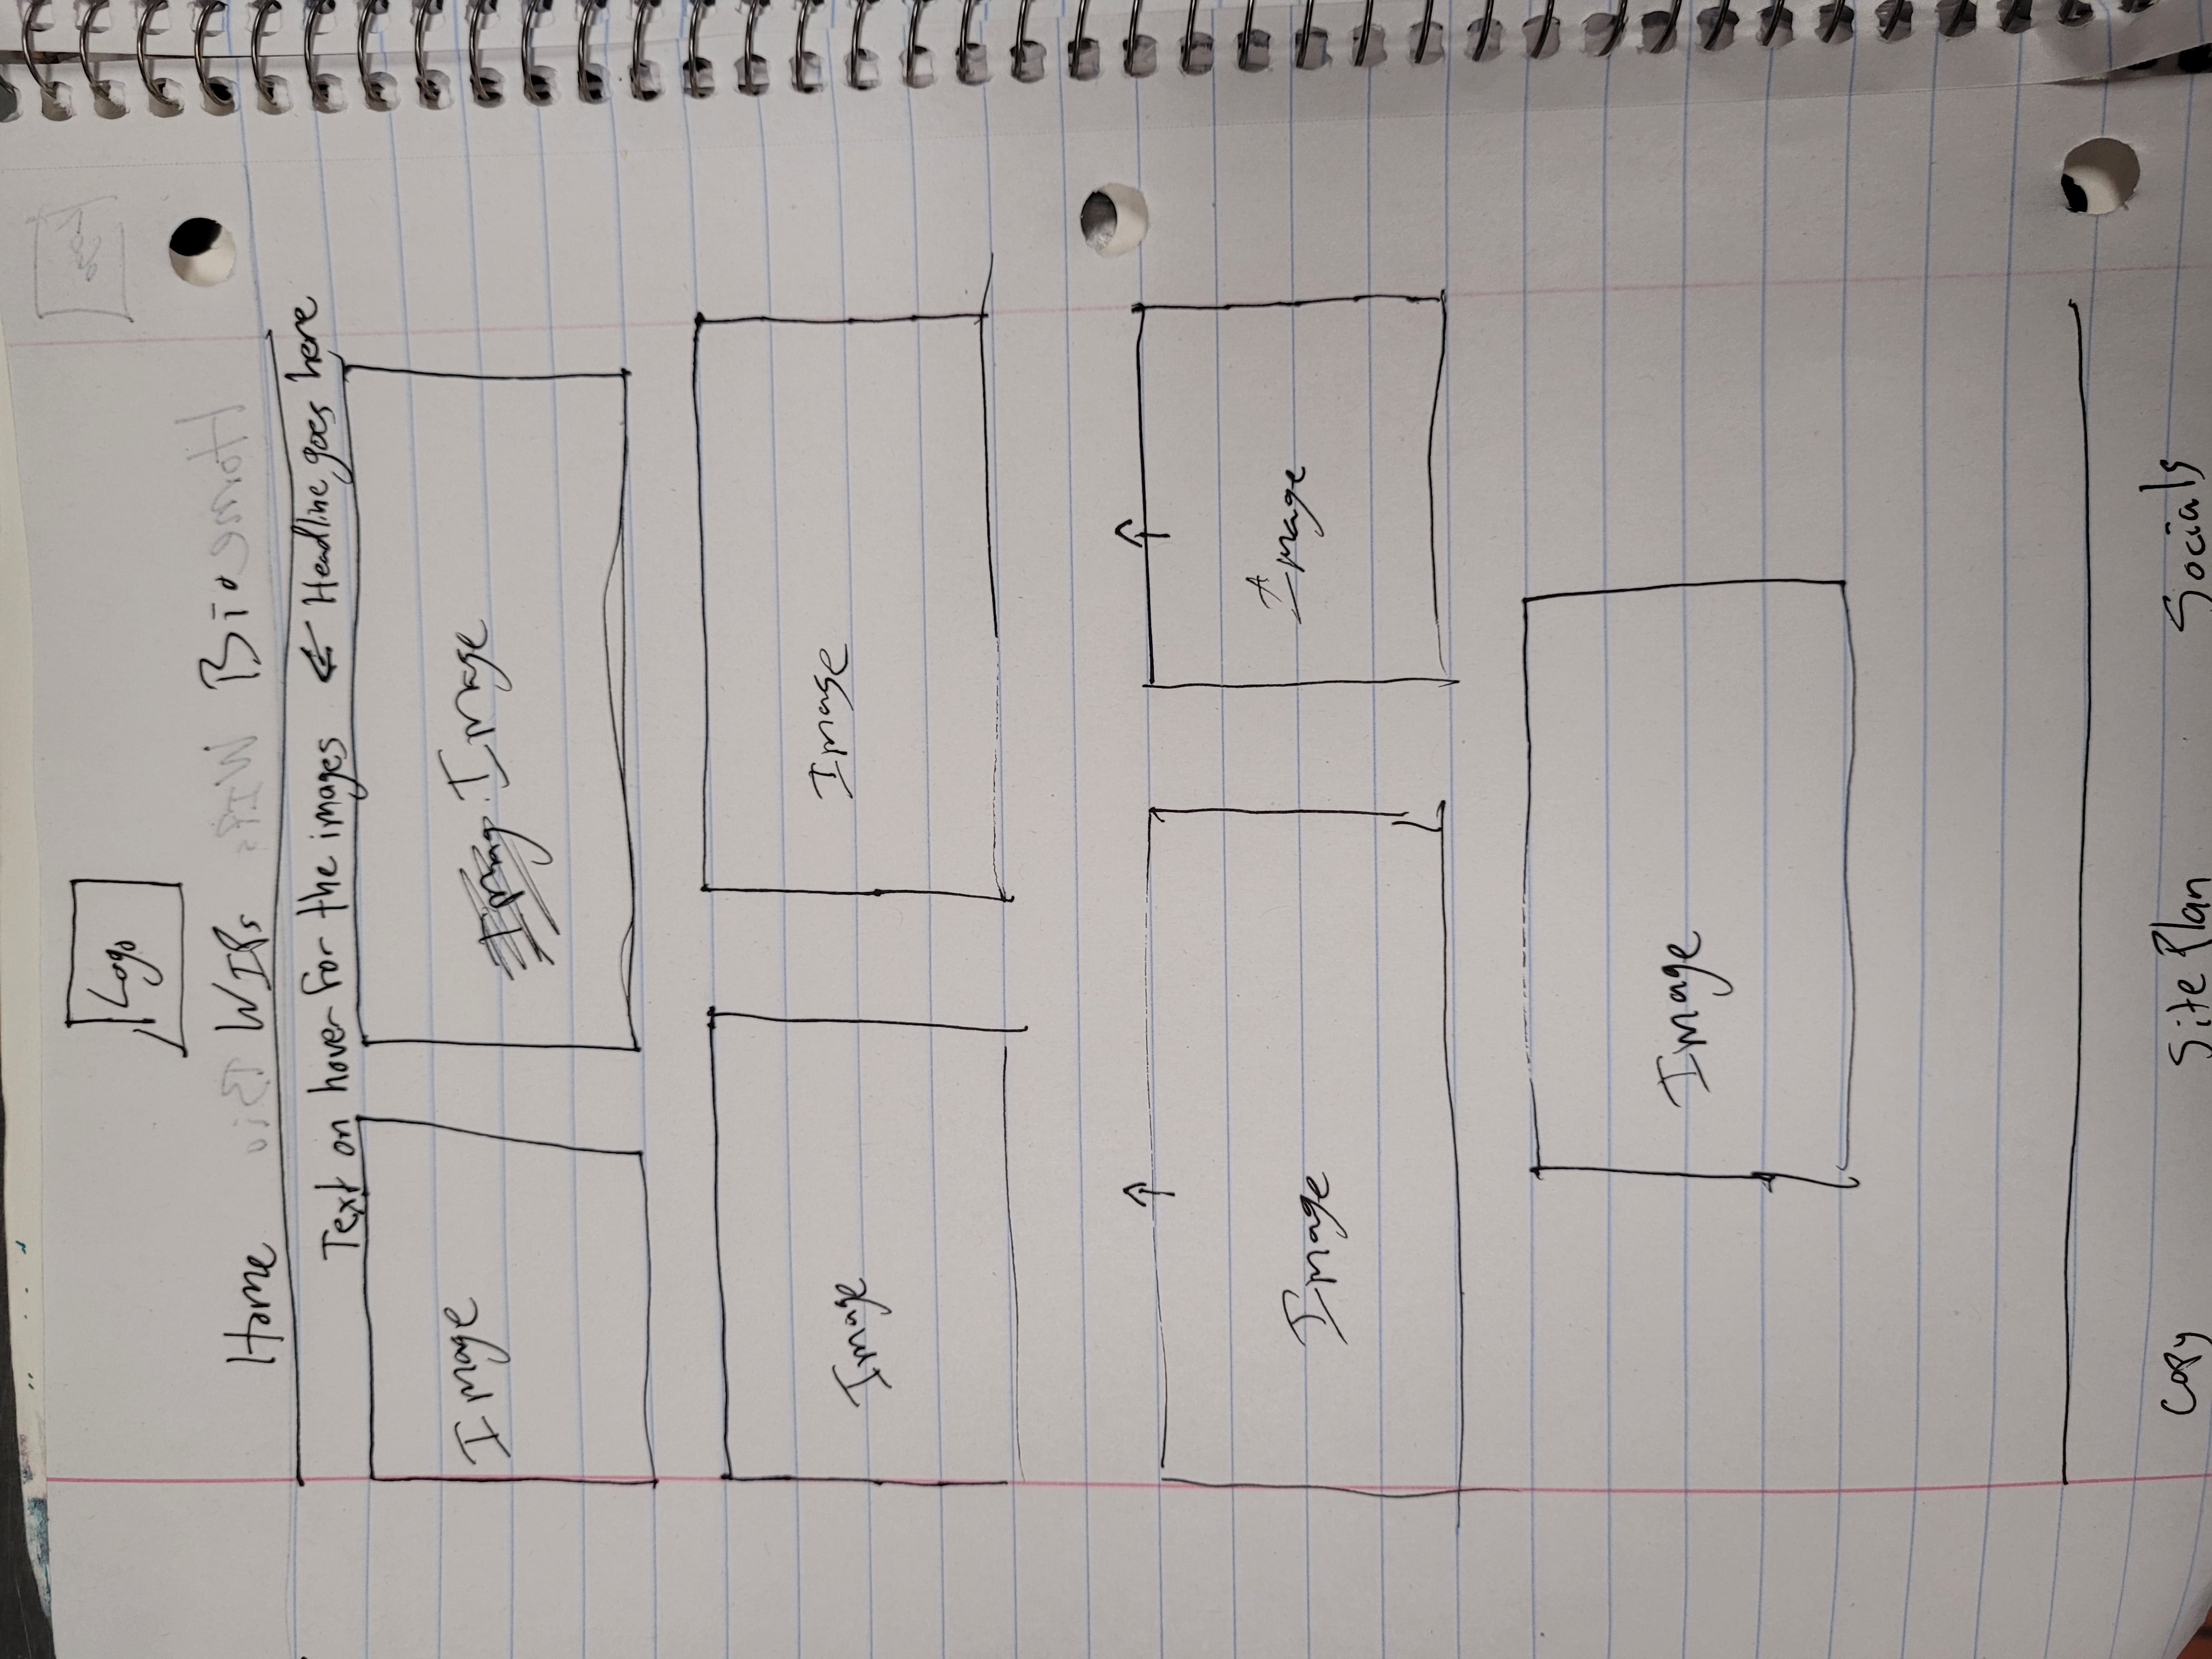 Logo
Home WIPs Bio
Text on hover for the images ← Headline goes here
Image
Imag. Image
Image
Image
Image
Image
Image
Copy Site Plan Socials